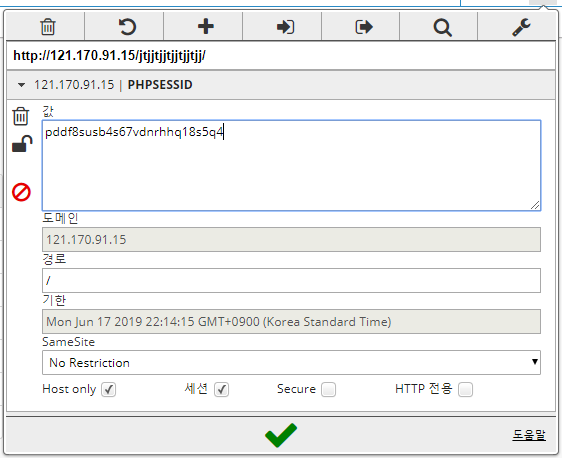 http://121.170.91.15/jtjjtjjtjjtjjtjj/
121.170.91.15 | PHPSESSID
값
pddf8susb4s67vdnrhhq18s5q4
도메인
121.170.91.15
경로
/
기한
Mon Jun 17 2019 22:14:15 GMT+0900 (Korea Standard Time)
SameSite
No Restriction
Host only 세션 Secure HTTP 전용
도움말